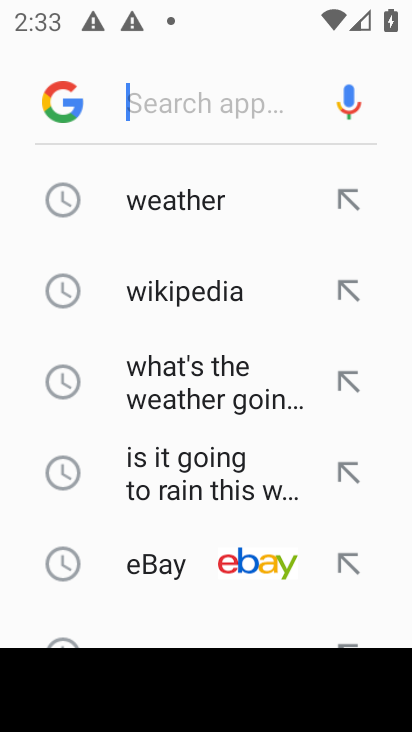 2:33
Search app…
weather
wikipedia
what's the
weather goin…
is it going
to rain this w…
eBay ebay